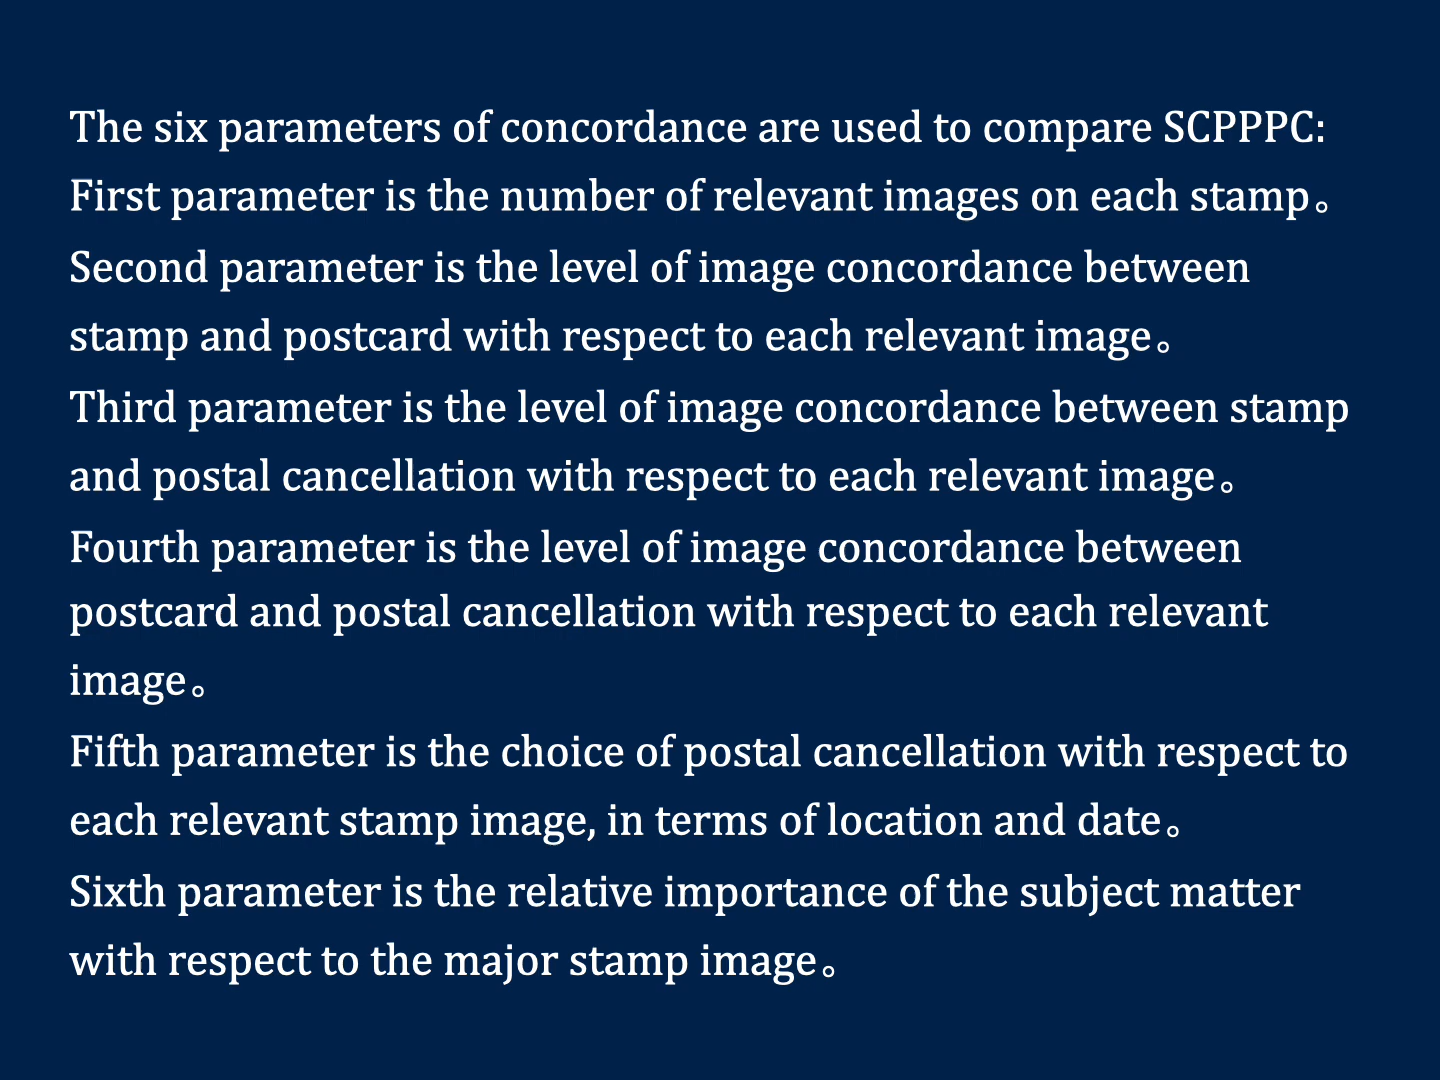 The six parameters of concordance are used to compare SCPPPC:
First parameter is the number of relevant images on each stamp。
Second parameter is the level of image concordance between
stamp and postcard with respect to each relevant image。
Third parameter is the level of image concordance between stamp
and postal cancellation with respect to each relevant image。
Fourth parameter is the level of image concordance between
postcard and postal cancellation with respect to each relevant
image。
Fifth parameter is the choice of postal cancellation with respect to
each relevant stamp image, in terms of location and date。
Sixth parameter is the relative importance of the subject matter
with respect to the major stamp image。